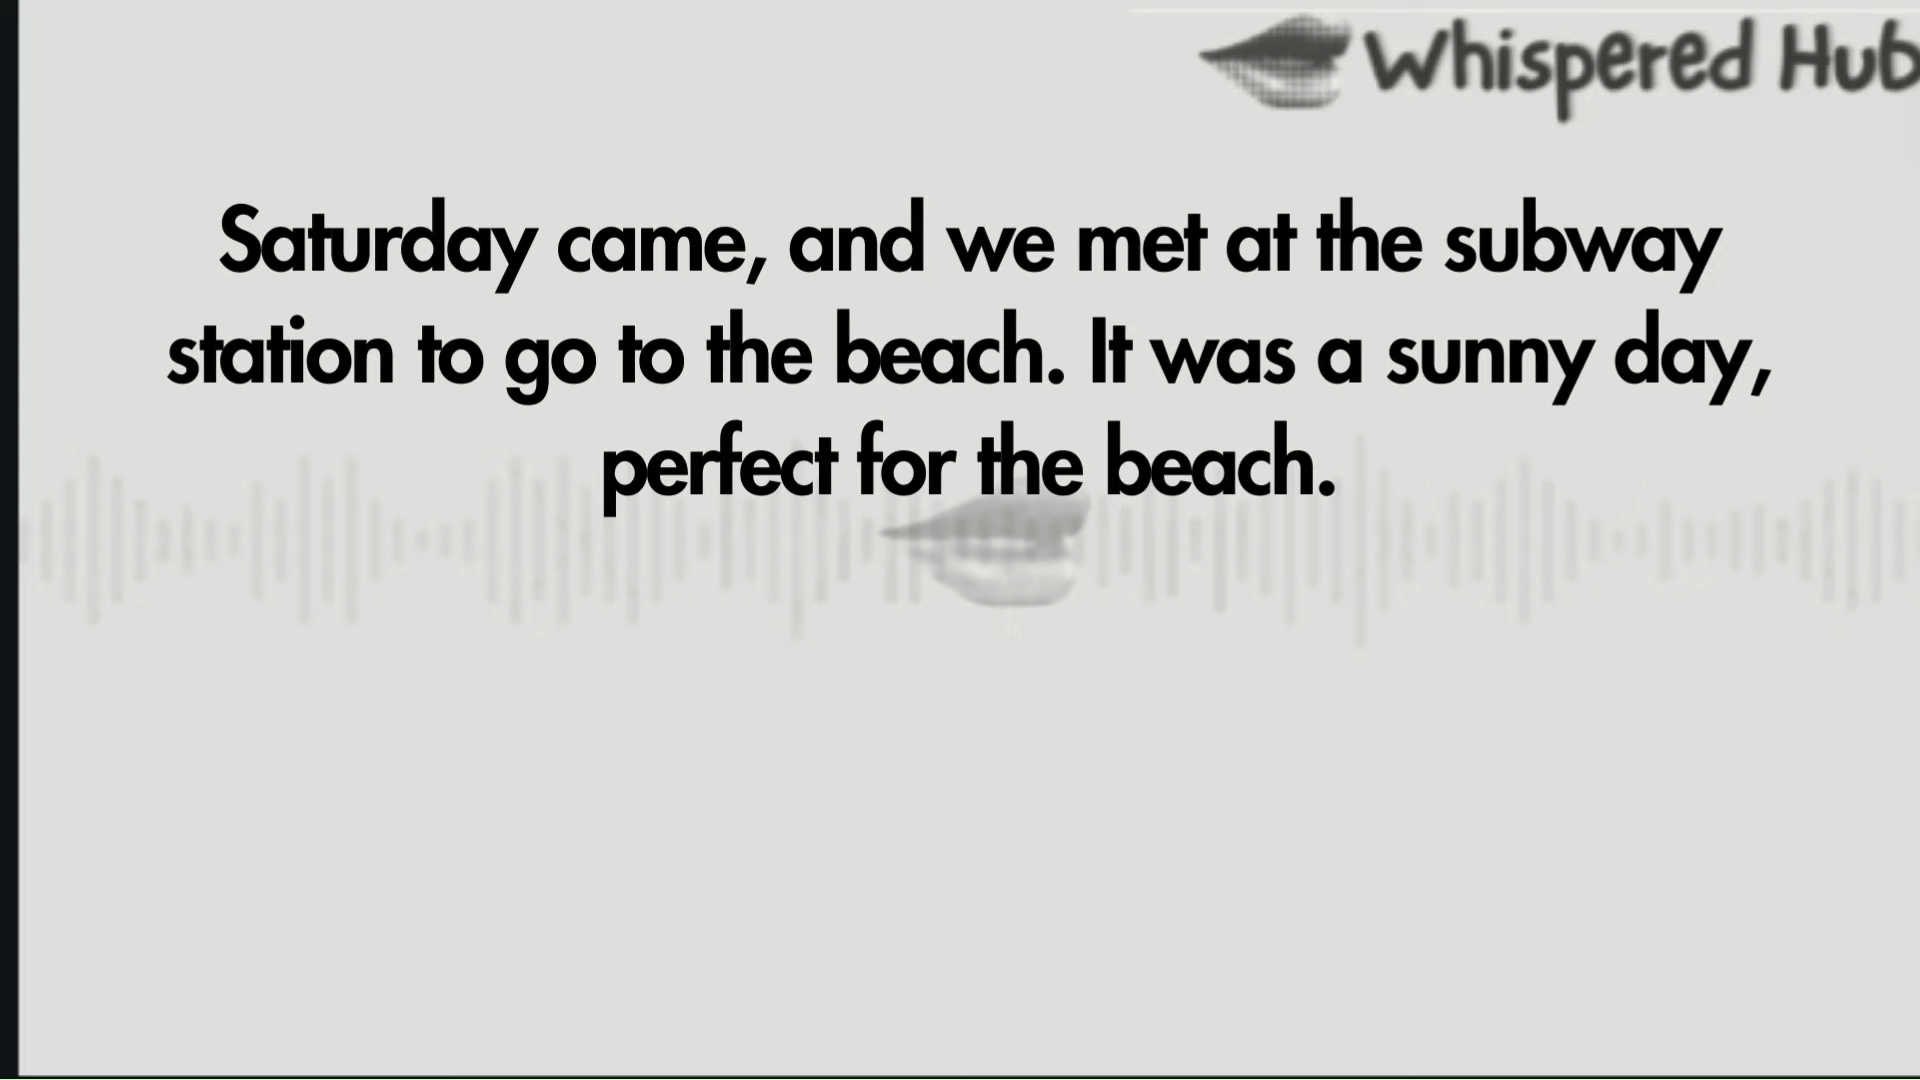 Whispered Hub
Saturday came, and we met at the subway
station to go to the beach. It was a sunny day,
perfect for the beach.